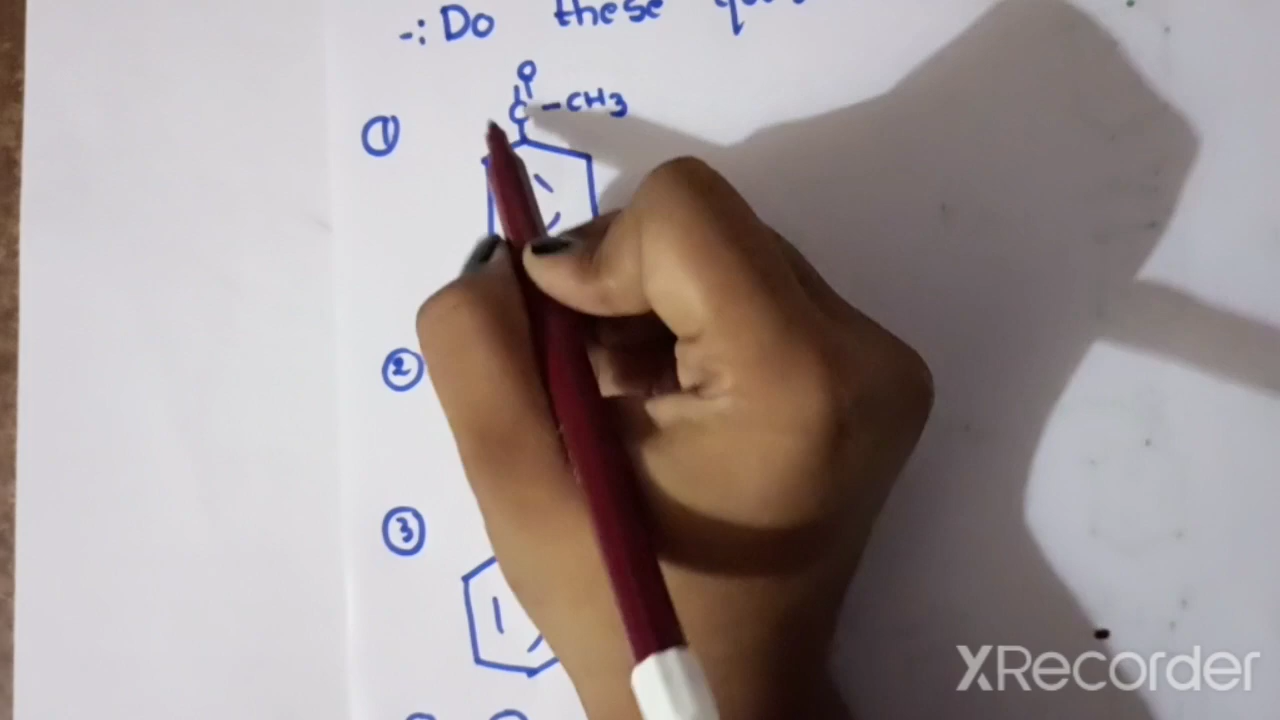 -: Do these
O
C -CH3
①
②
③
XRecorder